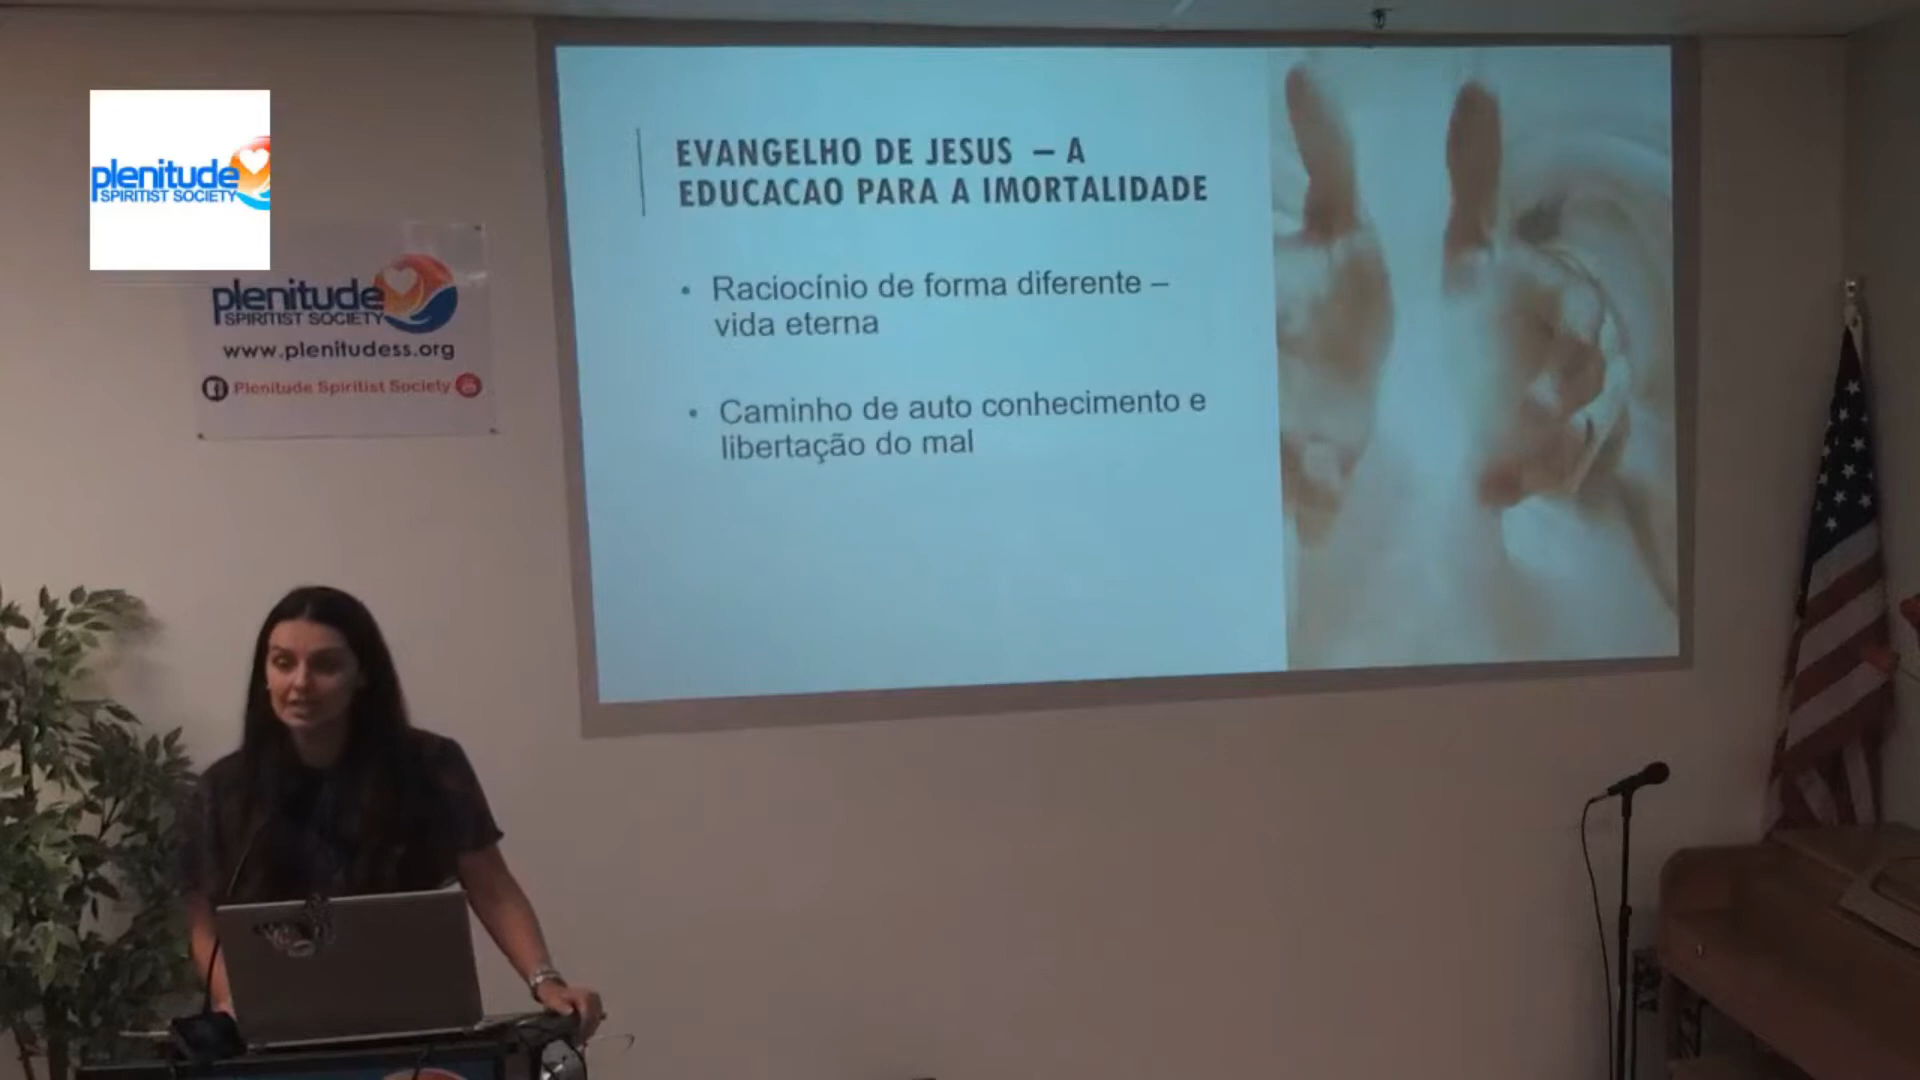 plenitude
SPIRITIST SOCIETY
plenitude
SPIRITIST SOCIETY
www.plenitudess.org
Plenitude Spiritist Society
EVANGELHO DE JESUS – A
EDUCACAO PARA A IMORTALIDADE
• Raciocínio de forma diferente –
vida eterna
• Caminho de auto conhecimento e
libertação do mal